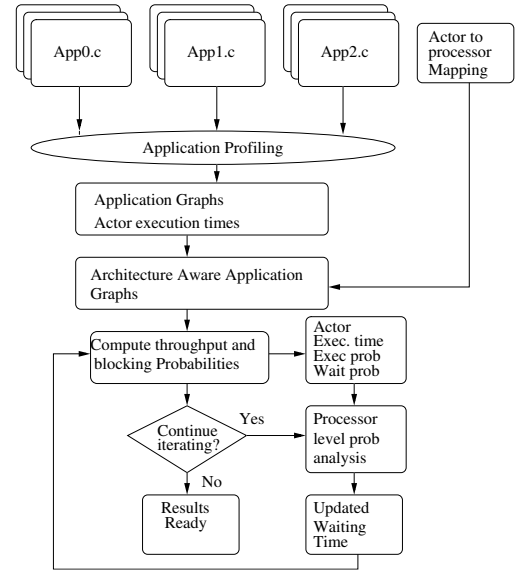 App0.c
App1.c
App2.c
Actor to
processor
Mapping
Application Profiling
Application Graphs
Actor execution times
Architecture Aware Application
Graphs
Compute throughput and
blocking Probabilities
Actor
Exec. time
Exec prob
Wait prob
Continue
iterating?
Yes
Processor
level prob
analysis
No
Results
Ready
Updated
Waiting
Time